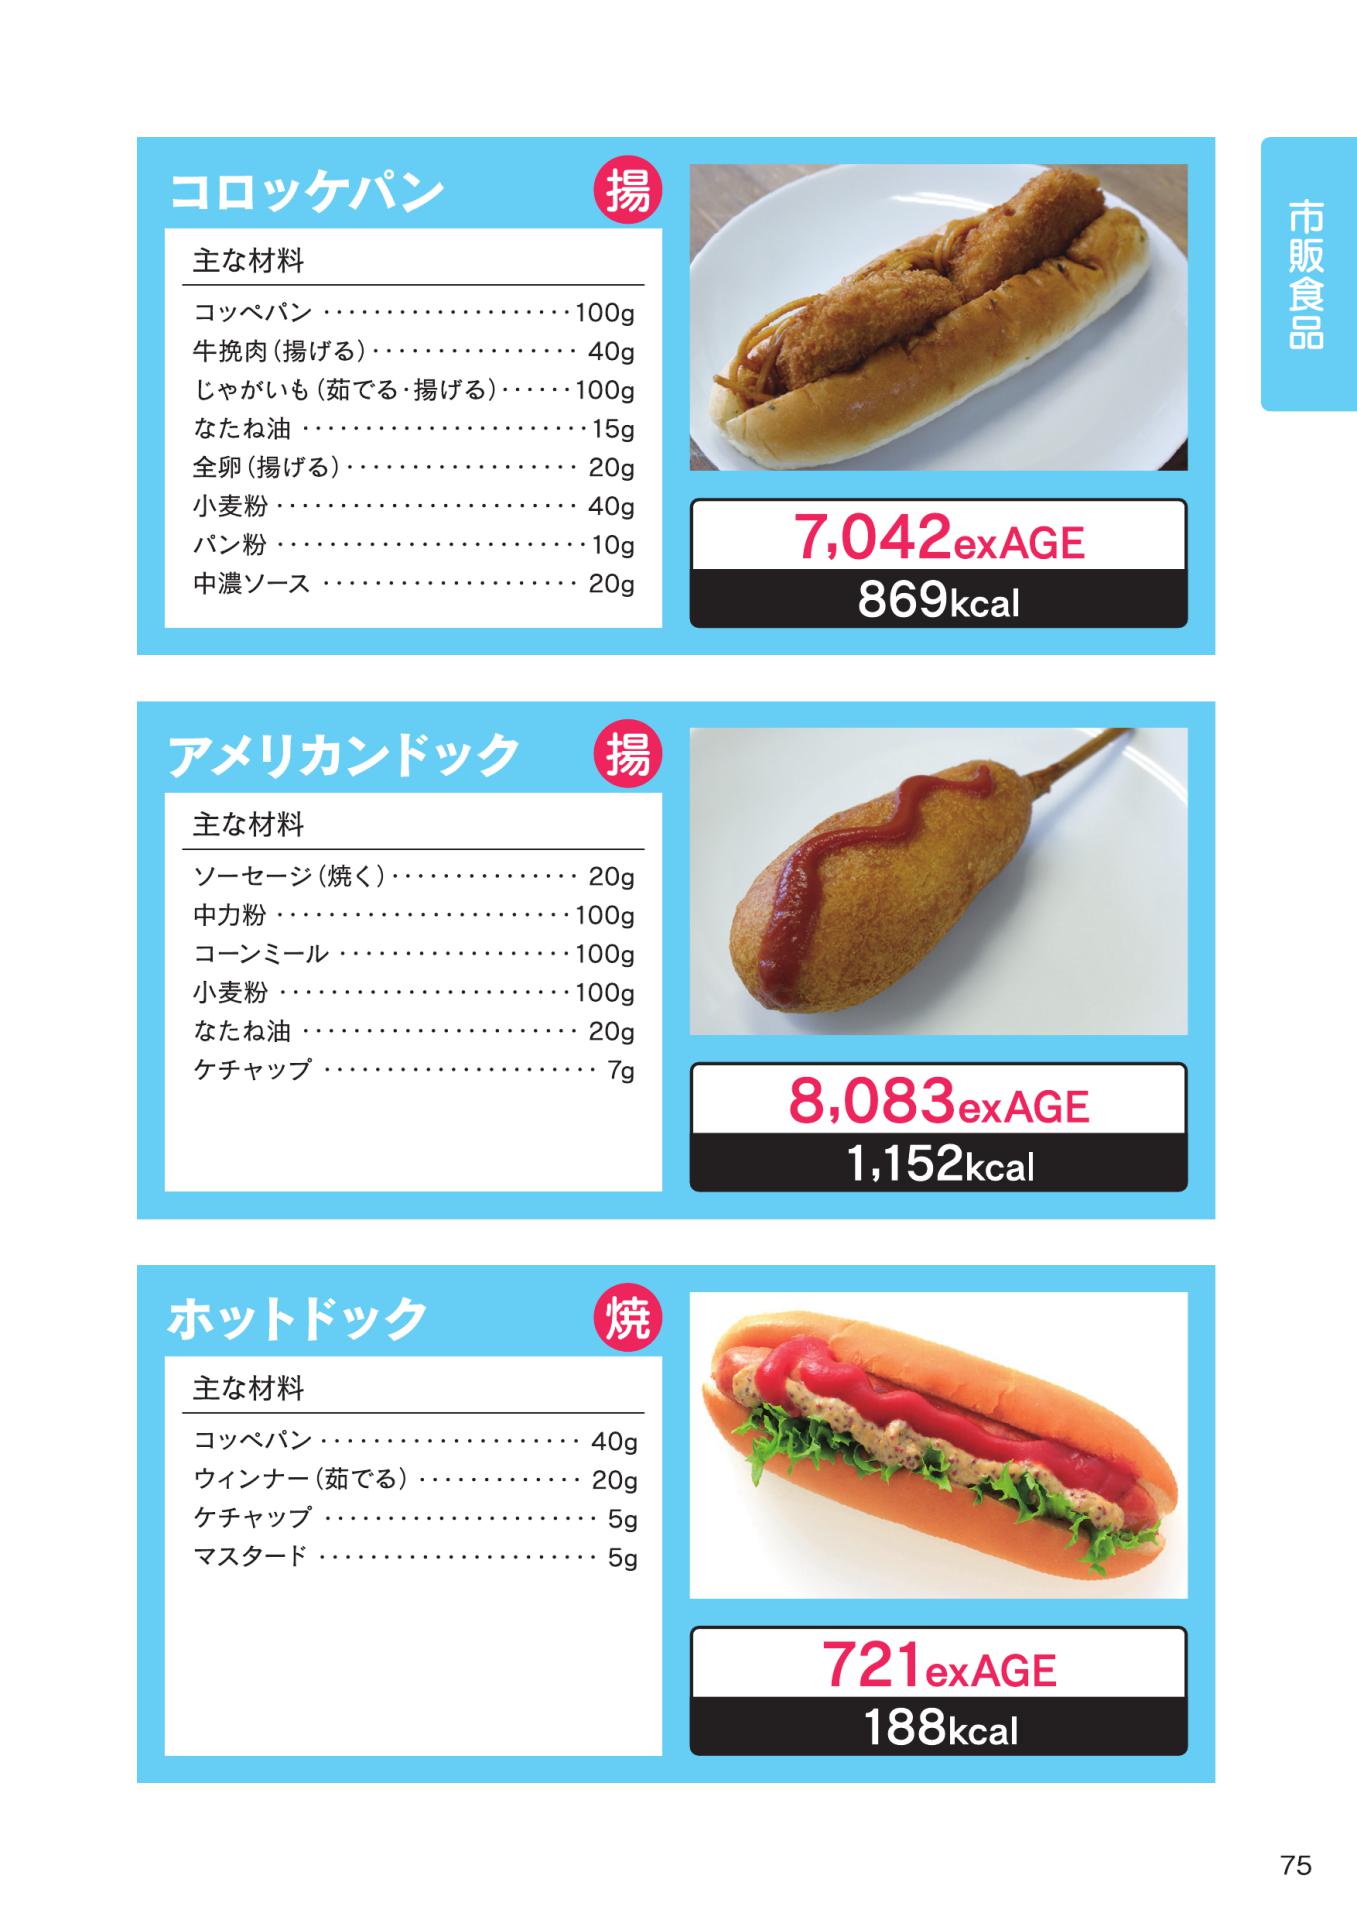 市販食品
コロッケパン 揚
主な材料
コッペパン ···················· 100g
牛挽肉(揚げる) ················ 40g
じゃがいも(茹でる·揚げる) ······ 100g
なたね油 ······················· 15g
全卵(揚げる) ··················· 20g
小麦粉 ························ 40g
パン粉 ························· 10g
中濃ソース ····················· 20g
7,042exAGE
869kcal
アメリカンドック 揚
主な材料
ソーセージ(焼く) ··············· 20g
中力粉 ························ 100g
コーンミール ··················· 100g
小麦粉 ························ 100g
なたね油 ······················· 20g
ケチャップ ······················ 7g
8,083exAGE
1,152kcal
ホットドック 焼
主な材料
コッペパン ····················· 40g
ウィンナー(茹でる) ············· 20g
ケチャップ ······················ 5g
マスタード ······················ 5g
721exAGE
188kcal
75